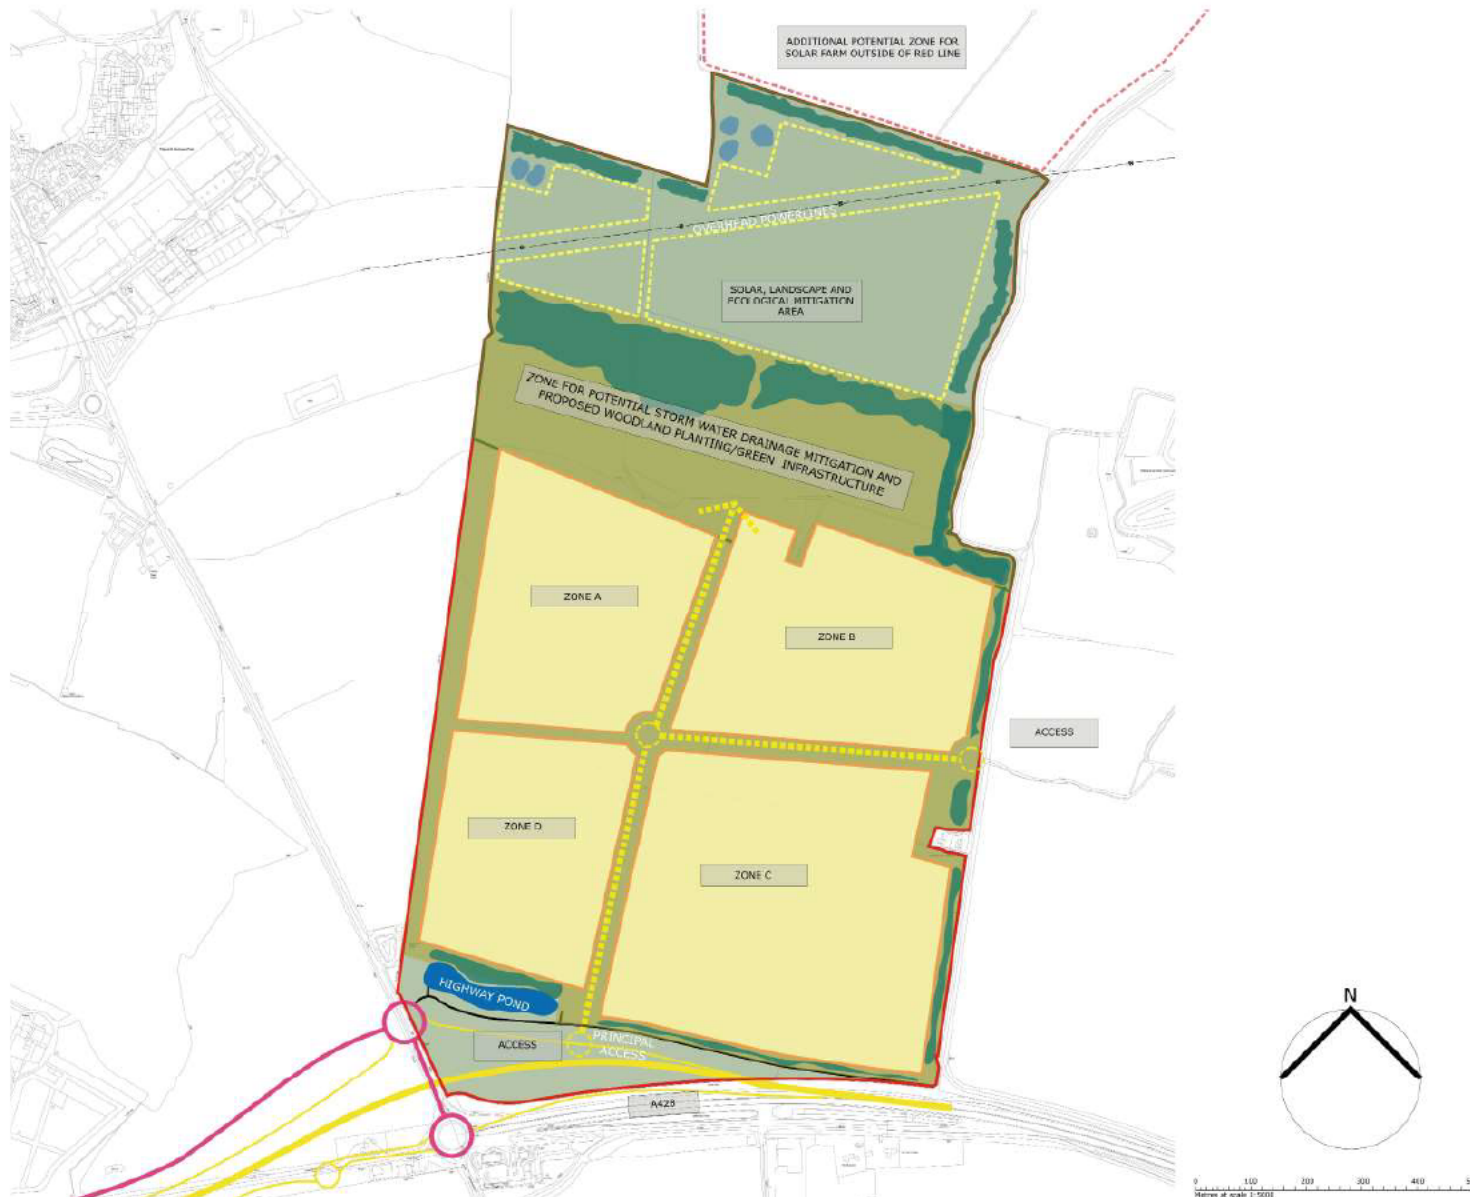 ADDITIONAL POTENTIAL ZONE FOR
SOLAR FARM OUTSIDE OF RED LINE
OVERHEAD POWERLINES
SOLAR, LANDSCAPE AND
ECOLOGICAL MITIGATION
AREA
ZONE FOR POTENTIAL STORM WATER DRAINAGE MITIGATION AND
PROPOSED WOODLAND PLANTING/GREEN INFRASTRUCTURE
ZONE A
ZONE B
ACCESS
ZONE D
ZONE C
HIGHWAY POND
PRINCIPAL
ACCESS
ACCESS
A428
N
0 100 200 300 400
Metres at scale 1:5000